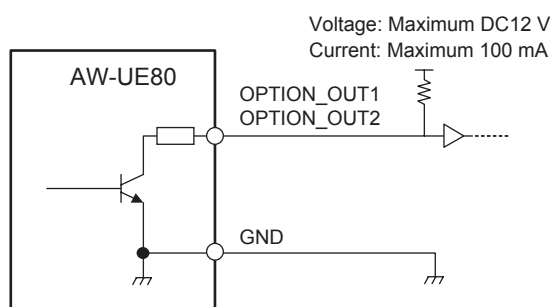 Voltage: Maximum DC12 V
Current: Maximum 100 mA
AW-UE80
OPTION_OUT1
OPTION_OUT2
GND